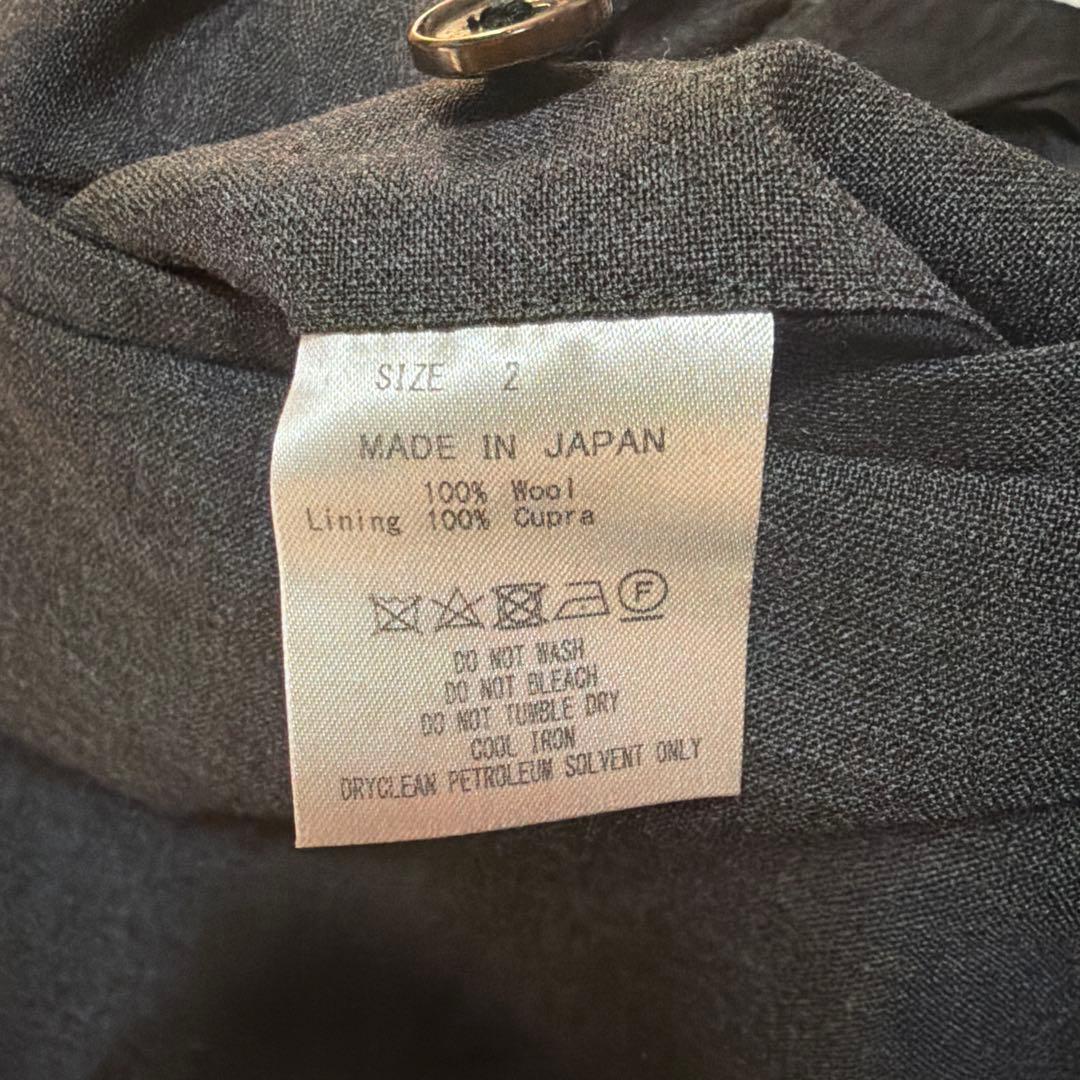 SIZE 2
MADE IN JAPAN
100% Wool
Lining 100% Cupra
F
DO NOT WASH
DO NOT BLEACH
DO NOT TUMBLE DRY
COOL IRON
DRYCLEAN PETROLEUM SOLVENT ONLY